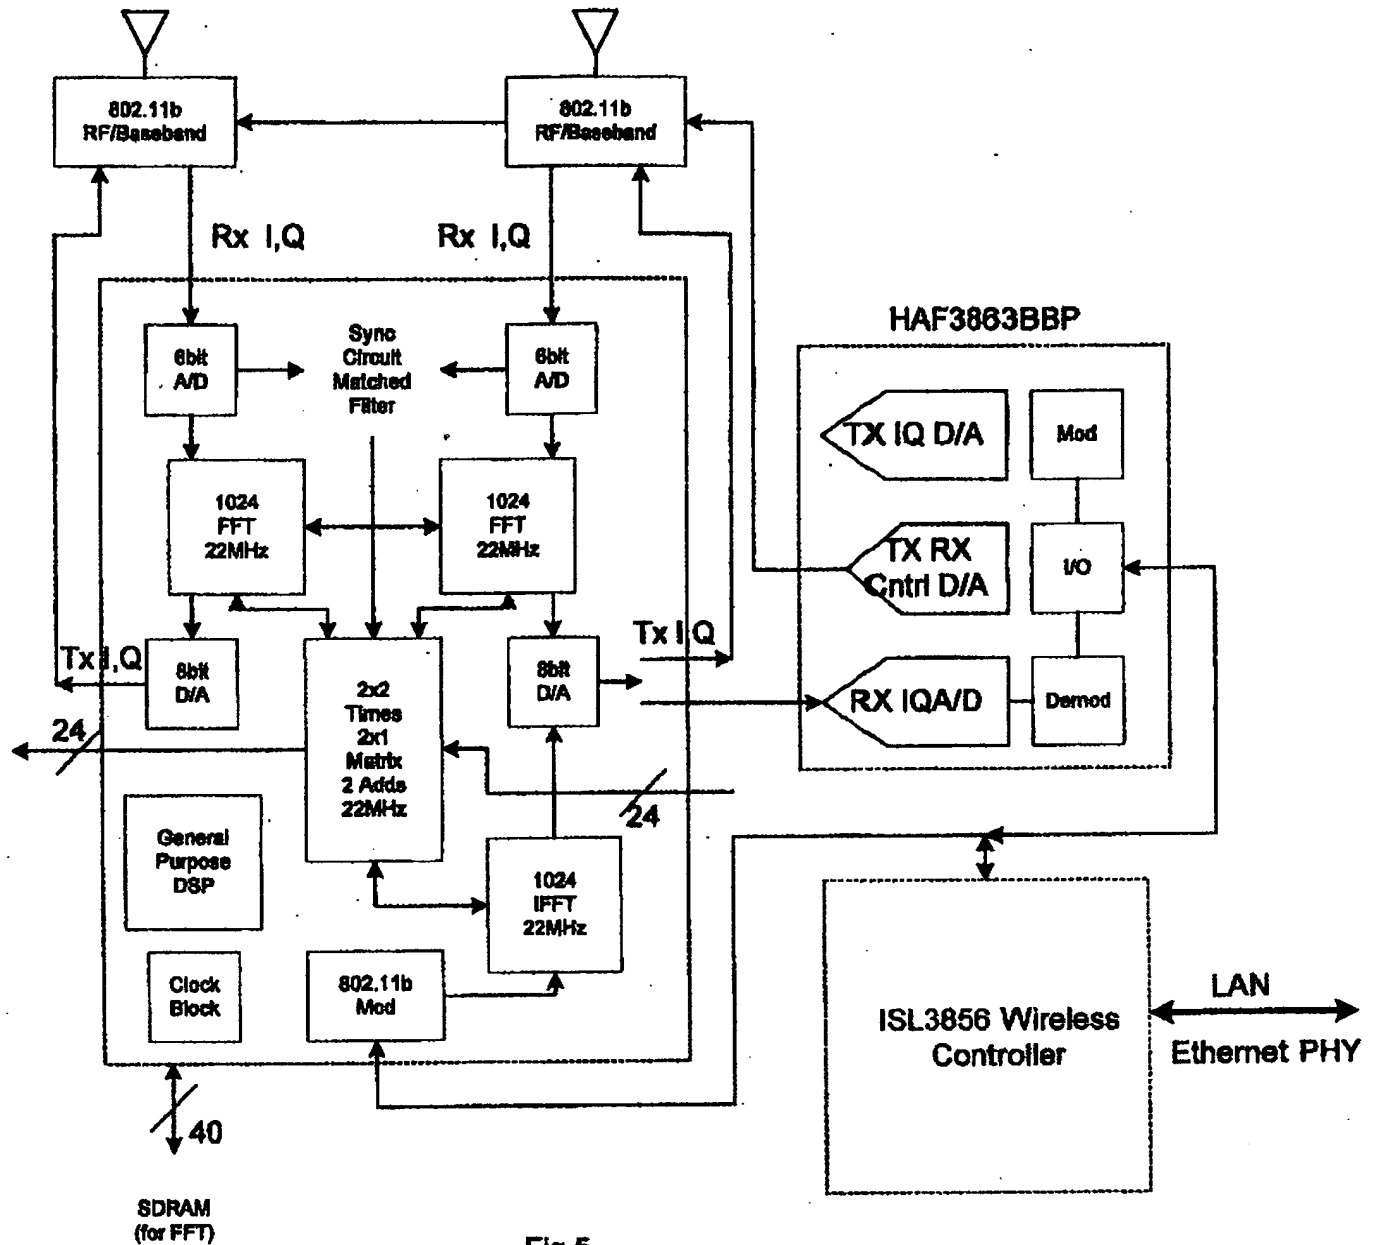 802.11b
RF/Baseband
802.11b
RF/Baseband
Rx I,Q
Rx I,Q
HAF3863BBP
6bit
A/D
Sync
Circuit
Matched
Filter
6bit
A/D
TX IQ D/A
Mod
1024
FFT
22MHz
1024
FFT
22MHz
TX RX
Cntrl D/A
I/O
Tx I,Q
8bit
D/A
2x2
Times
2x1
Matrix
2 Adds
22MHz
8bit
D/A
Tx I,Q
RX IQA/D
Demod
24
24
General
Purpose
DSP
1024
IFFT
22MHz
Clock
Block
802.11b
Mod
ISL3856 Wireless
Controller
LAN
Ethernet PHY
40
SDRAM
(for FFT)
Fig 5